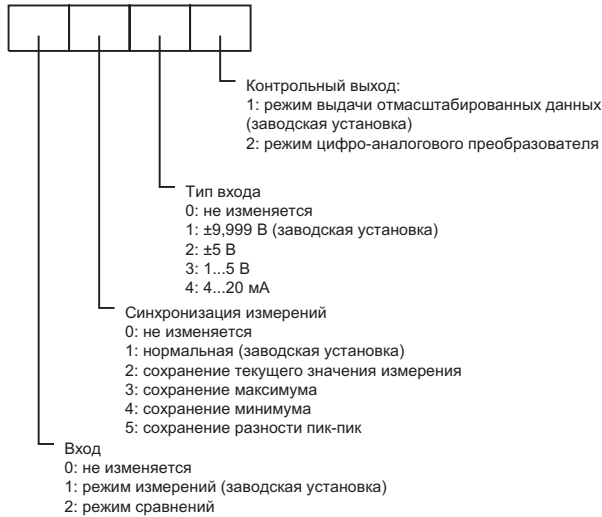 Контрольный выход:
1: режим выдачи отмасштабированных данных
(заводская установка)
2: режим цифро-аналогового преобразователя
Тип входа
0: не изменяется
1: ±9,999 В (заводская установка)
2: ±5 В
3: 1...5 В
4: 4...20 мА
Синхронизация измерений
0: не изменяется
1: нормальная (заводская установка)
2: сохранение текущего значения измерения
3: сохранение максимума
4: сохранение минимума
5: сохранение разности пик-пик
Вход
0: не изменяется
1: режим измерений (заводская установка)
2: режим сравнений